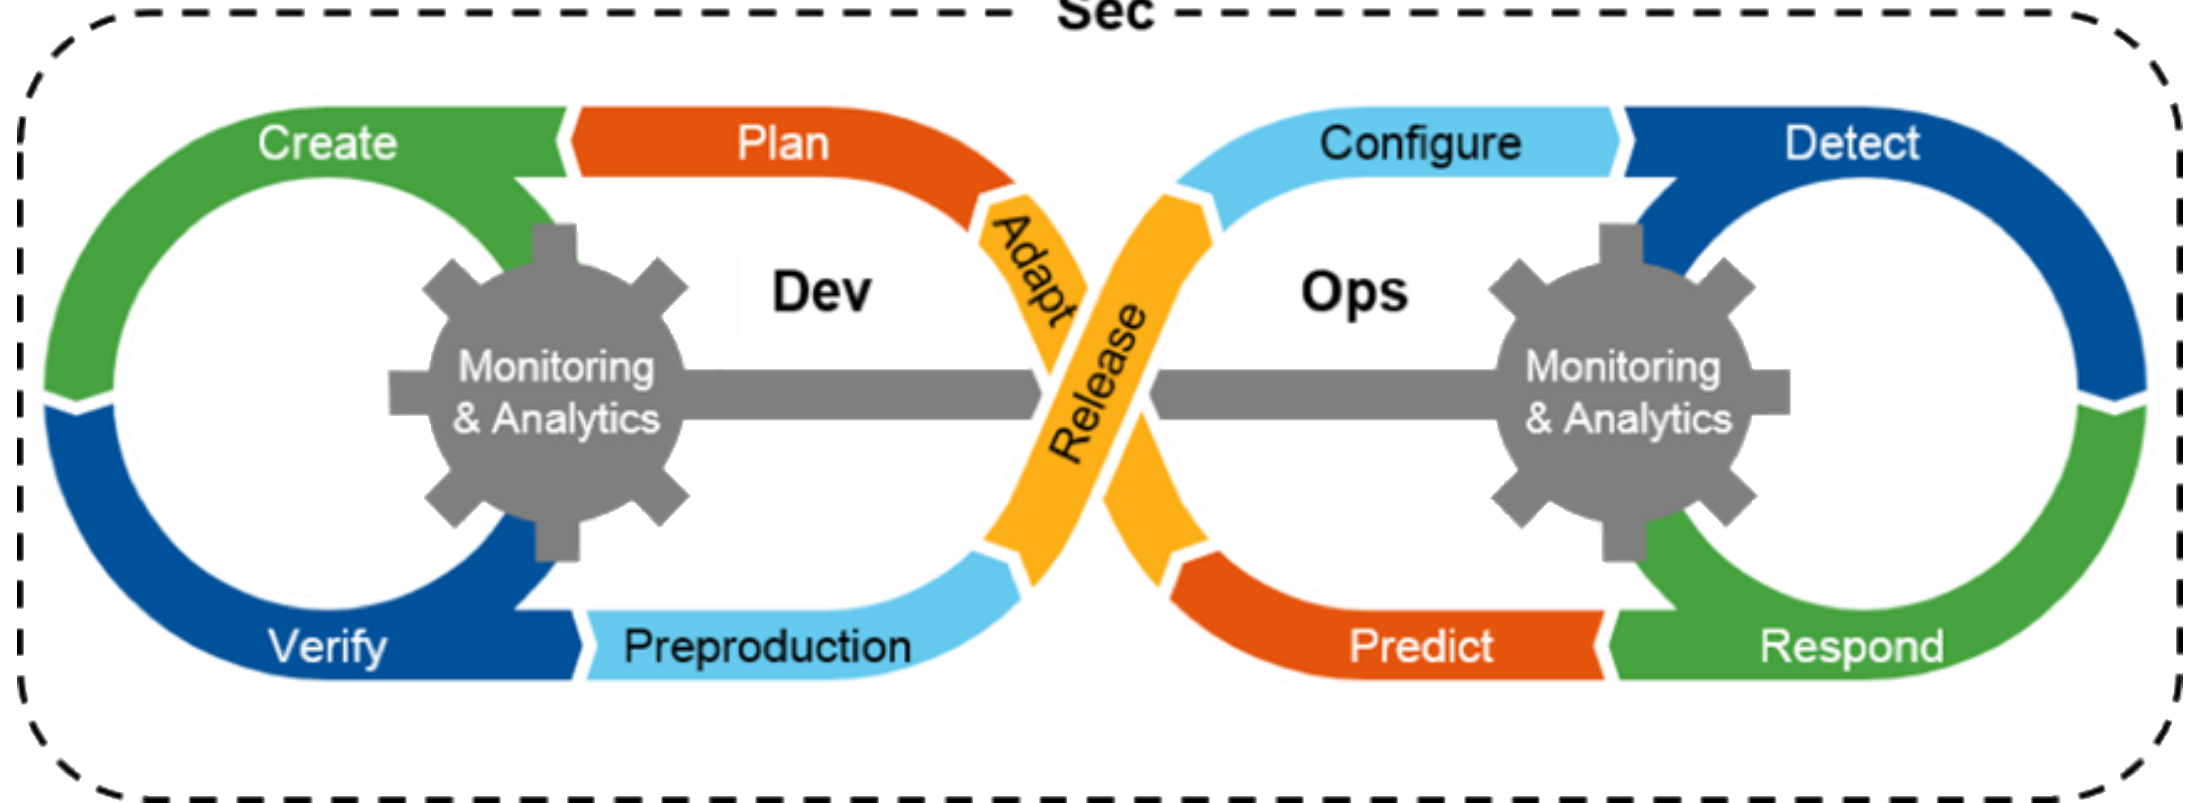 Sec
Create
Plan
Configure
Detect
Adapt
Dev
Ops
Release
Monitoring
& Analytics
Monitoring
& Analytics
Verify
Preproduction
Predict
Respond